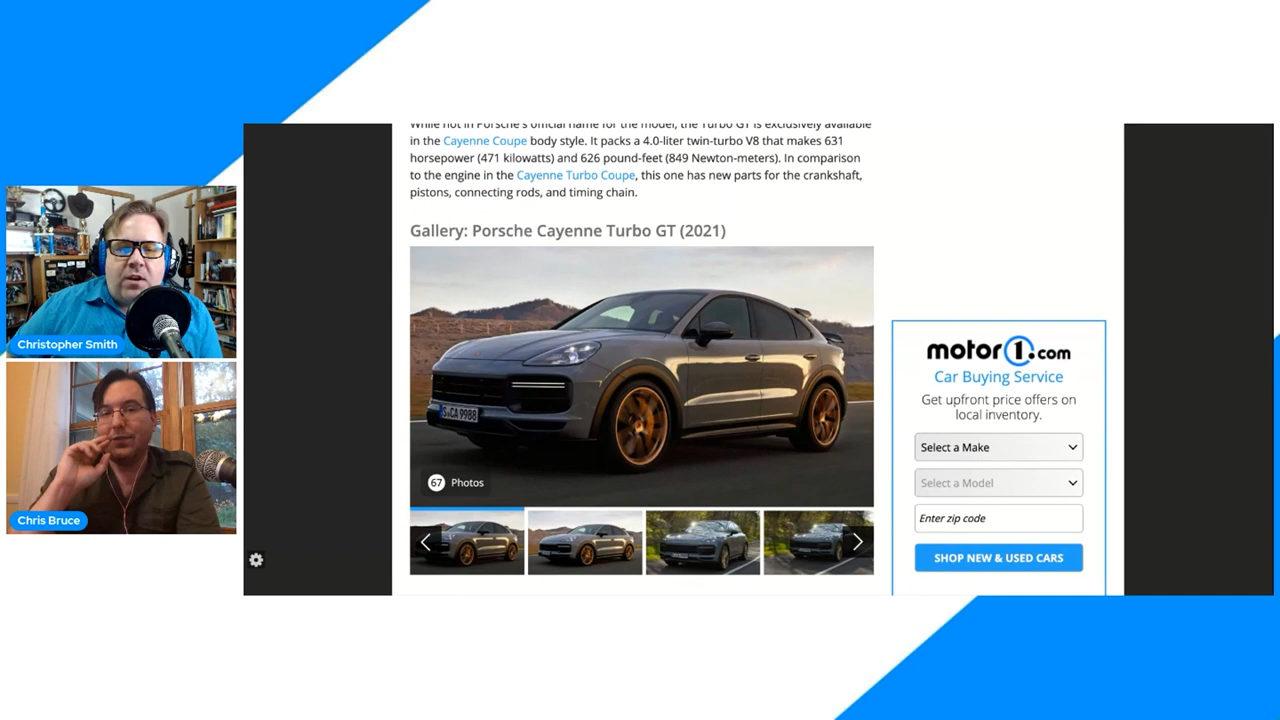 While not in Porsche's official name for the model, the Turbo GT is exclusively available
in the Cayenne Coupe body style. It packs a 4.0-liter twin-turbo V8 that makes 631
horsepower (471 kilowatts) and 626 pound-feet (849 Newton-meters). In comparison
to the engine in the Cayenne Turbo Coupe, this one has new parts for the crankshaft,
pistons, connecting rods, and timing chain.
Gallery: Porsche Cayenne Turbo GT (2021)
S CA 9988
67 Photos
motor1.com
Car Buying Service
Get upfront price offers on
local inventory.
Select a Make
Select a Model
Enter zip code
SHOP NEW & USED CARS
Christopher Smith
Chris Bruce